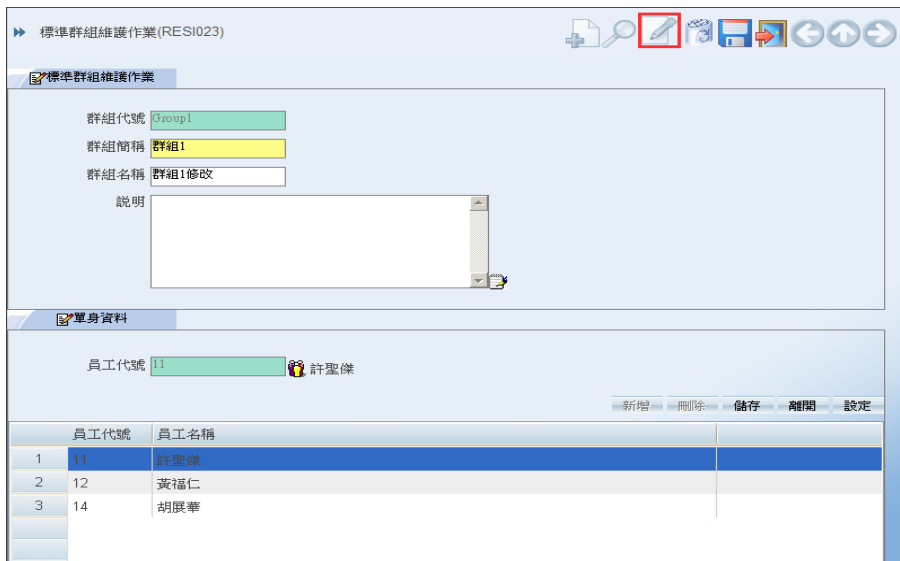 標準群組維護作業(RESI023)
標準群組維護作業
群組代號 Group1
群組簡稱 群組1
群組名稱 群組1修改
說明
單身資料
員工代號 11 許聖傑
新增 刪除 儲存 離開 設定
員工代號 員工名稱
1 11 許聖傑
2 12 黃福仁
3 14 胡展華